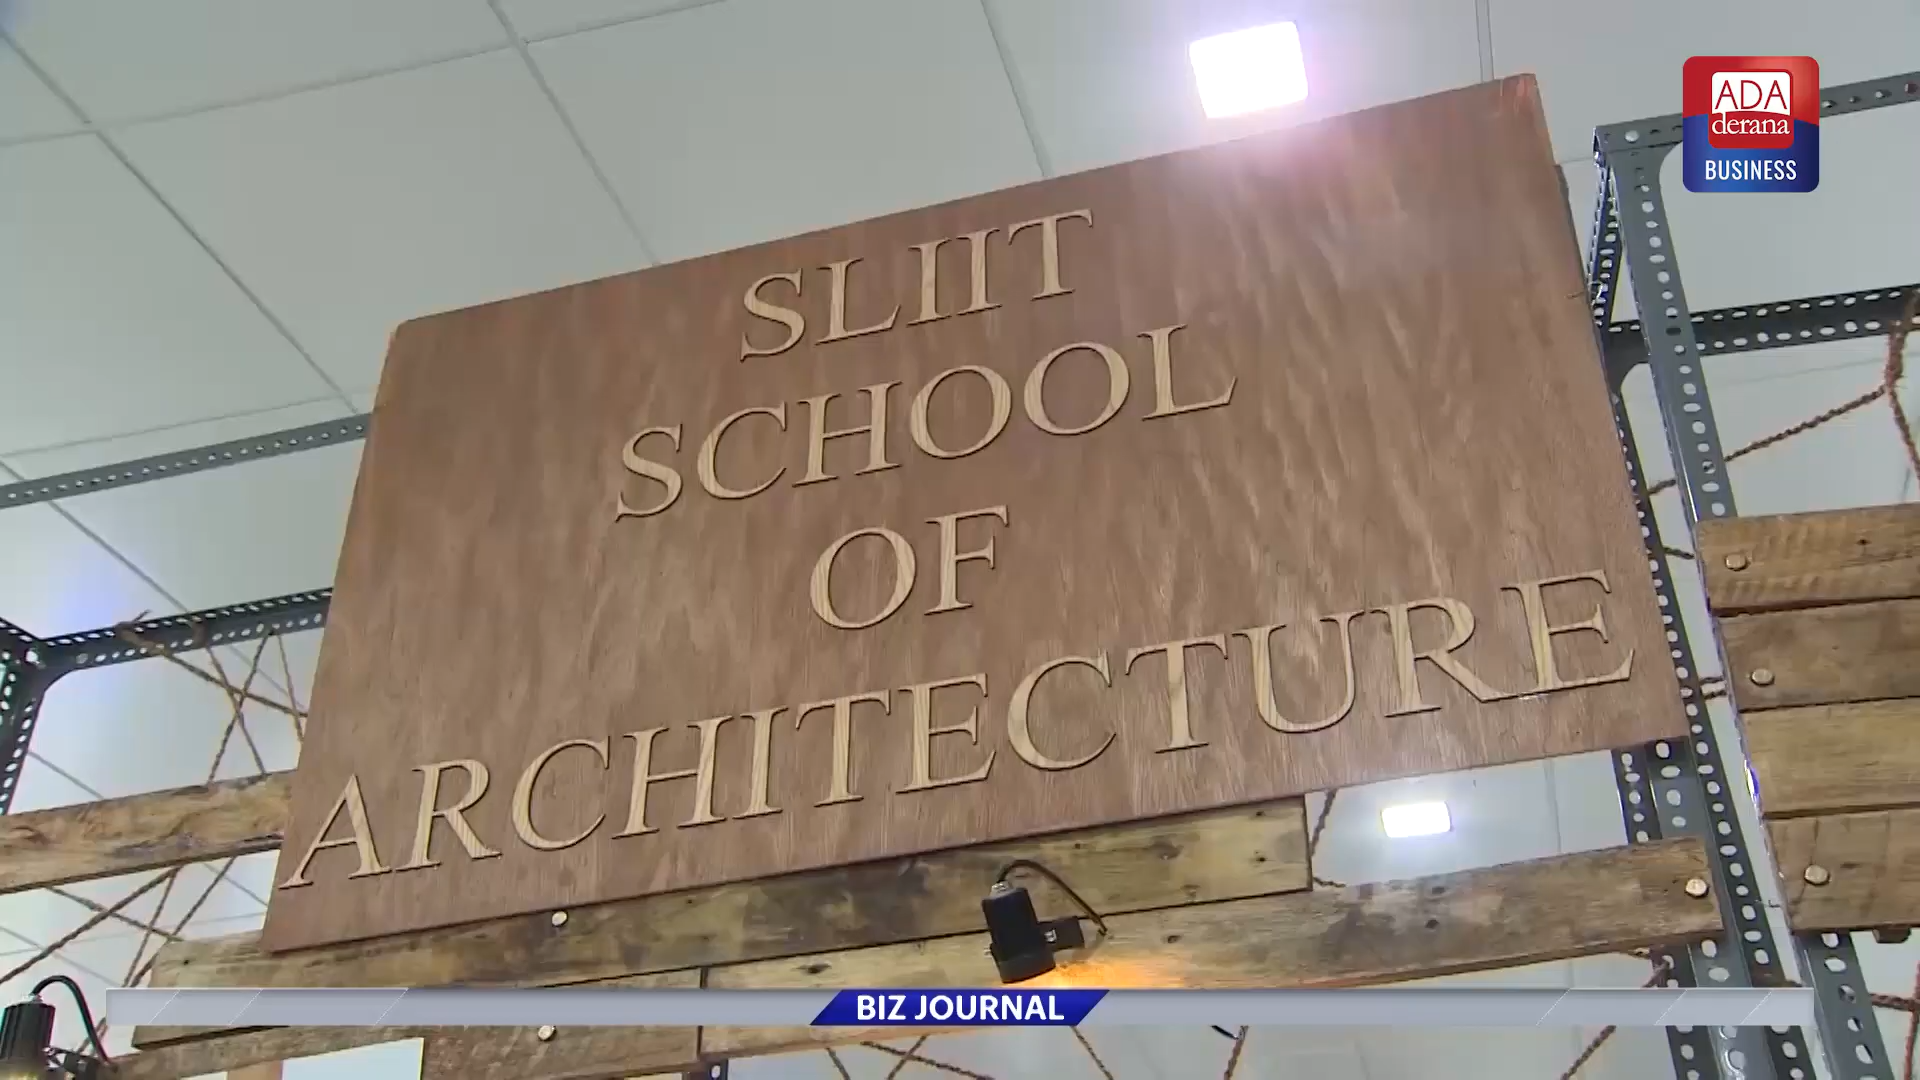 ADA
derana
BUSINESS
SLIIT
SCHOOL
OF
ARCHITECTURE
BIZ JOURNAL